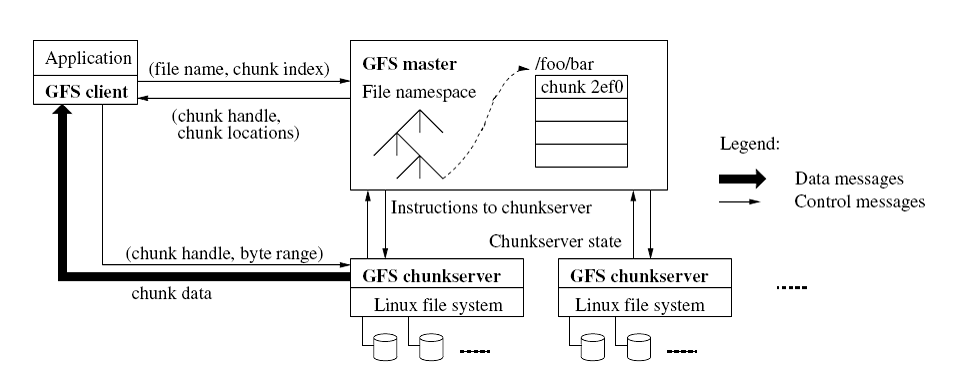 Application
GFS client
(file name, chunk index)
(chunk handle,
chunk locations)
GFS master
File namespace
/foo/bar
chunk 2ef0
Legend:
Data messages
Control messages
Instructions to chunkserver
Chunkserver state
(chunk handle, byte range)
chunk data
GFS chunkserver
Linux file system
GFS chunkserver
Linux file system